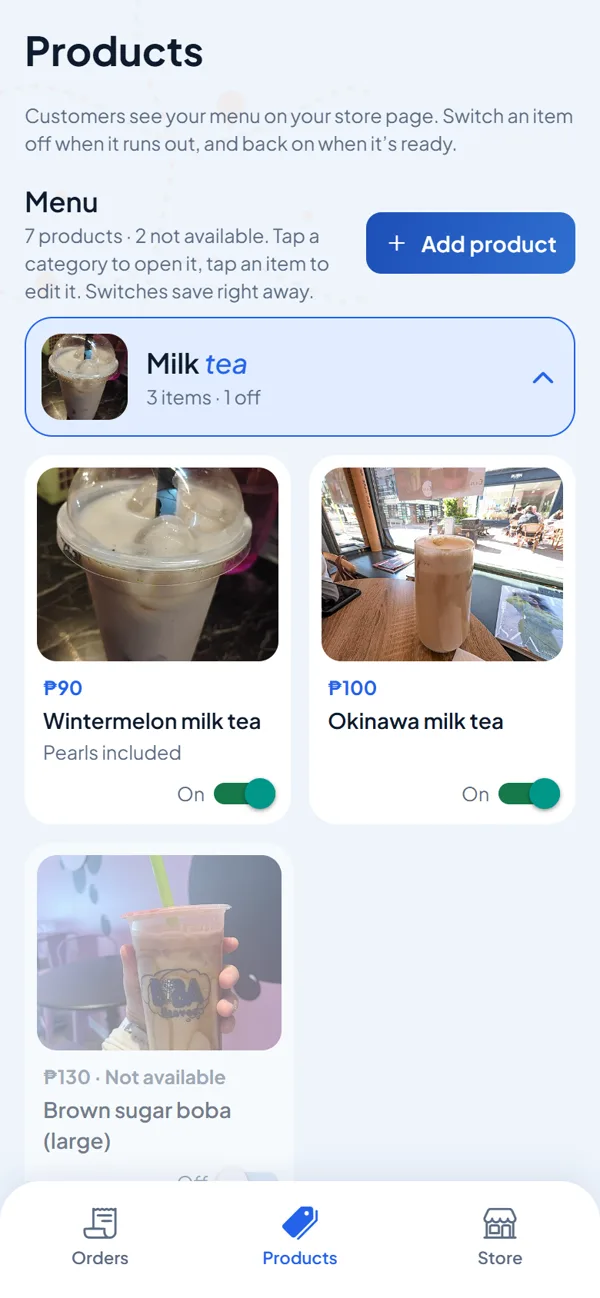 Products
Customers see your menu on your store page. Switch an item
off when it runs out, and back on when it’s ready.
Menu
7 products · 2 not available. Tap a
category to open it, tap an item to
edit it. Switches save right away.
+ Add product
Milk tea
3 items · 1 off
₱90
Wintermelon milk tea
Pearls included
On
₱100
Okinawa milk tea
On
BOBA
₱130 · Not available
Brown sugar boba
(large)
Off
Orders
Products
Store